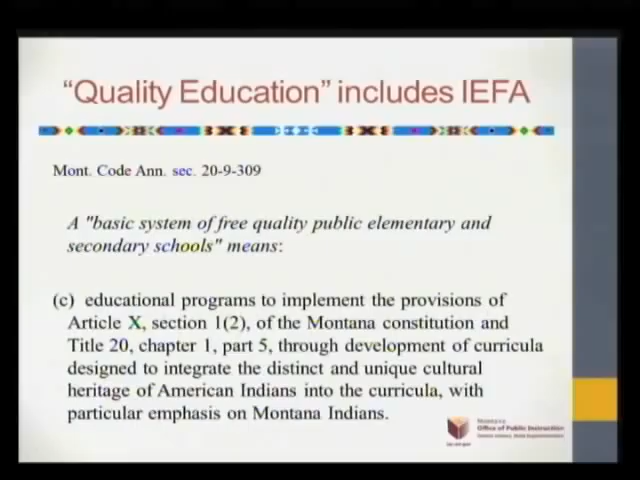 “Quality Education” includes IEFA
Mont. Code Ann. sec. 20-9-309
A "basic system of free quality public elementary and
secondary schools" means:
(c) educational programs to implement the provisions of
Article X, section 1(2), of the Montana constitution and
Title 20, chapter 1, part 5, through development of curricula
designed to integrate the distinct and unique cultural
heritage of American Indians into the curricula, with
particular emphasis on Montana Indians.
Montana
Office of Public Instruction